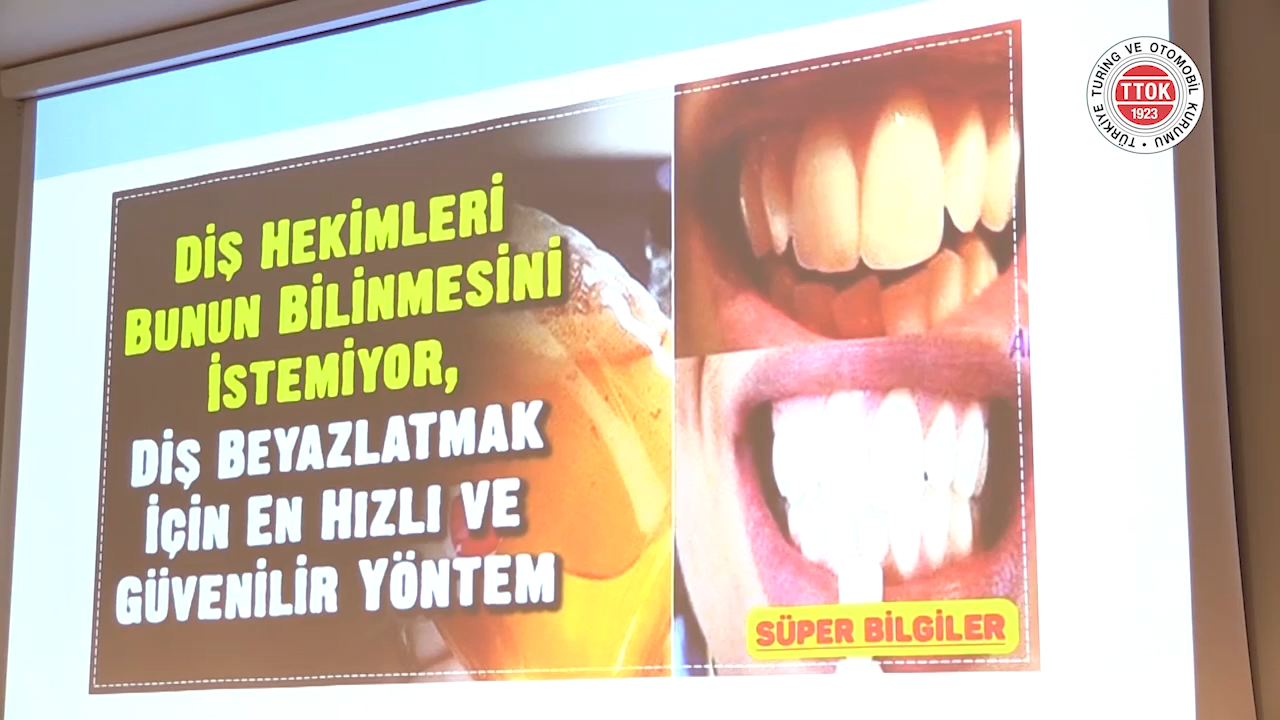 DİŞ HEKİMLERİ
BUNUN BİLİNMESİNİ
İSTEMİYOR,
DİŞ BEYAZLATMAK
İÇİN EN HIZLI VE
GÜVENİLİR YÖNTEM
SÜPER BİLGİLER
TÜRKİYE TURİNG VE OTOMOBİL KURUMU
TTOK
1923